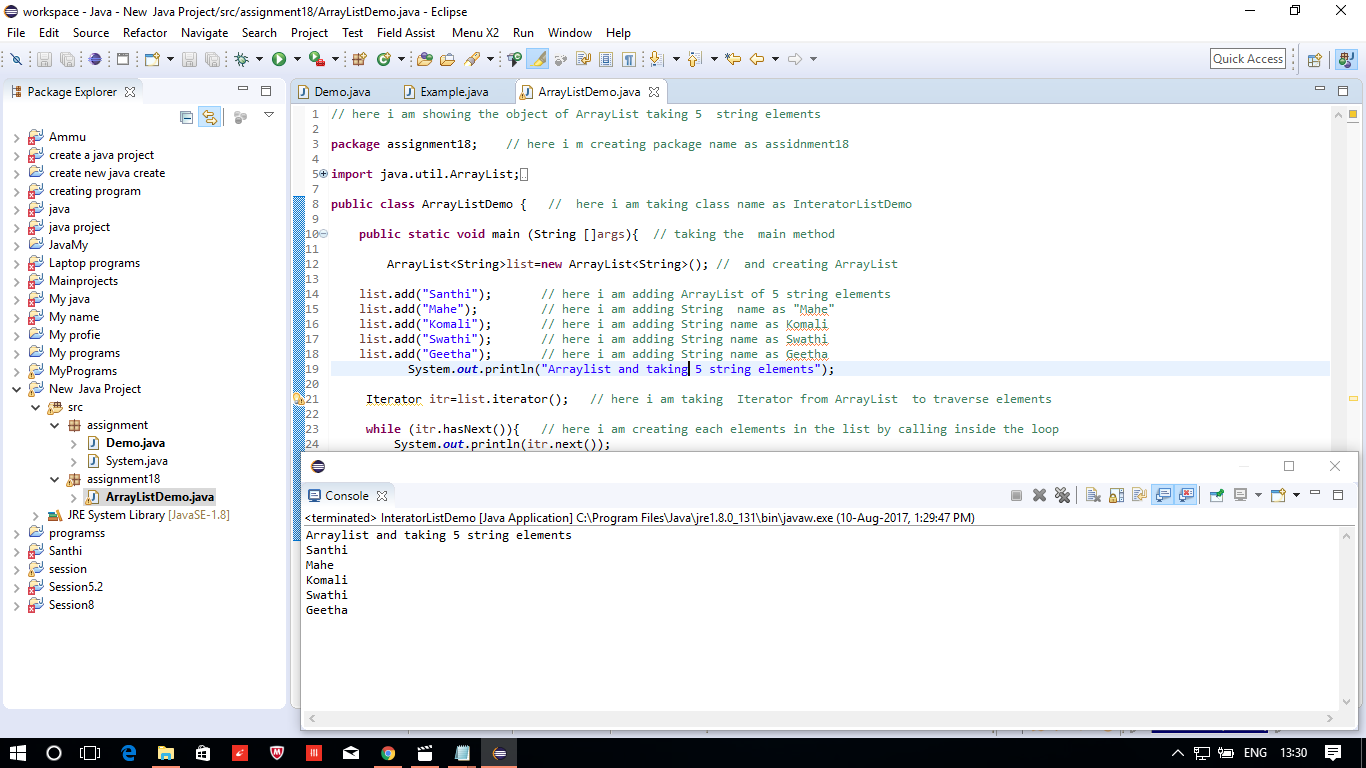 workspace - Java - New  Java Project/src/assignment18/ArrayListDemo.java - Eclipse
File Edit Source Refactor Navigate Search Project Test Field Assist Menu X2 Run Window Help
Quick Access
Package Explorer
Ammu
create a java project
create new java create
creating program
java
java project
JavaMy
Laptop programs
Mainprojects
My java
My name
My profie
My programs
MyPrograms
New  Java Project
src
assignment
Demo.java
System.java
assignment18
ArrayListDemo.java
JRE System Library [JavaSE-1.8]
programss
Santhi
session
Session5.2
Session8
Demo.java Example.java ArrayListDemo.java
1 // here i am showing the object of ArrayList taking 5  string elements
2
3 package assignment18;    // here i m creating package name as assidnment18
4
5 import java.util.ArrayList;
7
8 public class ArrayListDemo {   //  here i am taking class name as InteratorListDemo
9
10     public static void main (String []args){  // taking the  main method
11
12         ArrayList<String>list=new ArrayList<String>(); //  and creating ArrayList
13
14     list.add("Santhi");       // here i am adding ArrayList of 5 string elements
15     list.add("Mahe");         // here i am adding String  name as "Mahe"
16     list.add("Komali");       // here i am adding String name as Komali
17     list.add("Swathi");       // here i am adding String name as Swathi
18     list.add("Geetha");       // here i am adding String name as Geetha
19            System.out.println("Arraylist and taking 5 string elements");
20
21      Iterator itr=list.iterator();   // here i am taking  Iterator from ArrayList  to traverse elements
22
23      while (itr.hasNext()){   // here i am creating each elements in the list by calling inside the loop
24          System.out.println(itr.next());
Console
<terminated> InteratorListDemo [Java Application] C:\Program Files\Java\jre1.8.0_131\bin\javaw.exe (10-Aug-2017, 1:29:47 PM)
Arraylist and taking 5 string elements
Santhi
Mahe
Komali
Swathi
Geetha
ENG 13:30